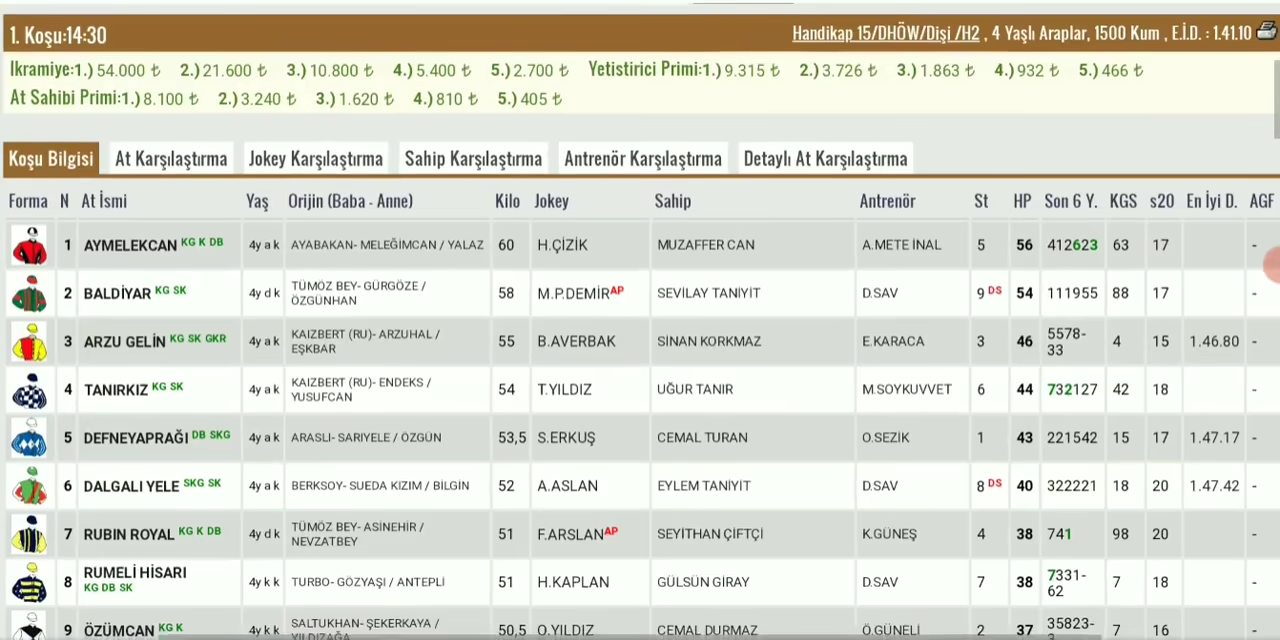 1. Koşu:14:30 Handikap 15/DHÖW/Dişi /H2 , 4 Yaşlı Araplar, 1500 Kum , E.İ.D. : 1.41.10
Ikramiye:1.) 54.000 ₺ 2.) 21.600 ₺ 3.) 10.800 ₺ 4.) 5.400 ₺ 5.) 2.700 ₺ Yetistirici Primi:1.) 9.315 ₺ 2.) 3.726 ₺ 3.) 1.863 ₺ 4.) 932 ₺ 5.) 466 ₺
At Sahibi Primi:1.) 8.100 ₺ 2.) 3.240 ₺ 3.) 1.620 ₺ 4.) 810 ₺ 5.) 405 ₺
Koşu Bilgisi At Karşılaştırma Jokey Karşılaştırma Sahip Karşılaştırma Antrenör Karşılaştırma Detaylı At Karşılaştırma
Forma N At İsmi Yaş Orijin (Baba - Anne) Kilo Jokey Sahip Antrenör St HP Son 6 Y. KGS s20 En İyi D. AGF
1 AYMELEKCAN KG K DB 4y a k AYABAKAN- MELEĞİMCAN / YALAZ 60 H.ÇİZİK MUZAFFER CAN A.METE İNAL 5 56 412623 63 17 -
2 BALDİYAR KG SK 4y d k TÜMÖZ BEY- GÜRGÖZE /
ÖZGÜNHAN 58 M.P.DEMİR AP SEVİLAY TANIYIT D.SAV 9 DS 54 111955 88 17 -
3 ARZU GELİN KG SK GKR 4y a k KAIZBERT (RU)- ARZUHAL /
EŞKBAR 55 B.AVERBAK SİNAN KORKMAZ E.KARACA 3 46 5578-
33 4 15 1.46.80 -
4 TANIRKIZ KG SK 4y a k KAIZBERT (RU)- ENDEKS /
YUSUFCAN 54 T.YILDIZ UĞUR TANIR M.SOYKUVVET 6 44 732127 42 18 -
5 DEFNEYAPRAĞI DB SKG 4y a k ARASLI- SARIYELE / ÖZGÜN 53,5 S.ERKUŞ CEMAL TURAN O.SEZİK 1 43 221542 15 17 1.47.17 -
6 DALGALI YELE SKG SK 4y a k BERKSOY- SUEDA KIZIM / BİLGİN 52 A.ASLAN EYLEM TANIYIT D.SAV 8 DS 40 322221 18 20 1.47.42 -
7 RUBIN ROYAL KG K DB 4y d k TÜMÖZ BEY- ASİNEHİR /
NEVZATBEY 51 F.ARSLAN AP SEYİTHAN ÇİFTÇİ K.GÜNEŞ 4 38 741 98 20 -
8 RUMELİ HİSARI
KG DB SK 4y k k TURBO- GÖZYAŞI / ANTEPLİ 51 H.KAPLAN GÜLSÜN GİRAY D.SAV 7 38 7331-
62 7 18 -
9 ÖZÜMCAN KG K 4y k k SALTUKHAN- ŞEKERKAYA /
YILDIZAĞA 50,5 O.YILDIZ CEMAL DURMAZ Ö.GÜNELİ 2 37 35823-
7 16 -